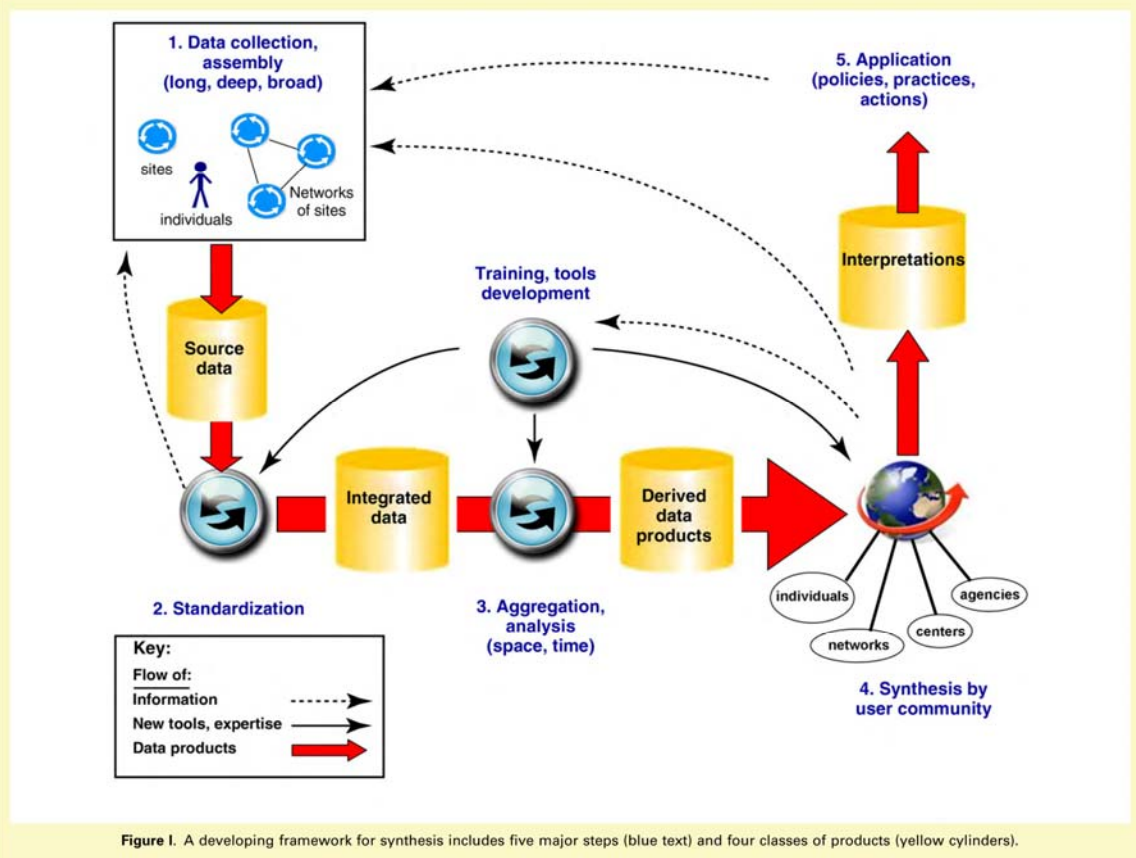 1. Data collection,
assembly
(long, deep, broad)
sites
individuals
Networks
of sites
5. Application
(policies, practices,
actions)
Interpretations
Training, tools
development
Source
data
Integrated
data
Derived
data
products
2. Standardization
3. Aggregation,
analysis
(space, time)
individuals
networks
centers
agencies
4. Synthesis by
user community
Key:
Flow of:
Information
New tools, expertise
Data products
Figure I. A developing framework for synthesis includes five major steps (blue text) and four classes of products (yellow cylinders).